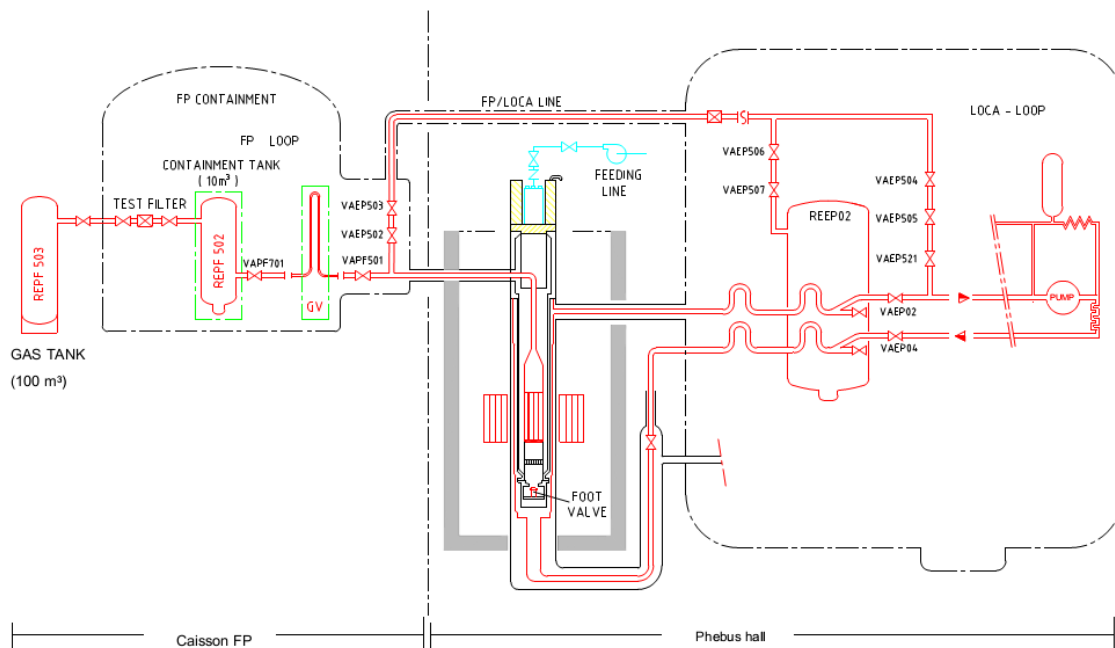 FP CONTAINMENT
FP LOOP
CONTAINMENT TANK
( 10m³ )
TEST FILTER
REPF 503
REPF 502
VAPF701
GV
VAEP503
VAEP502
VAPF501
GAS TANK
(100 m³)
FP/LOCA LINE
FEEDING
LINE
FOOT
VALVE
LOCA - LOOP
VAEP506
VAEP507
VAEP504
VAEP505
VAEP521
REEP02
VAEP02
VAEP04
PUMP
Caisson FP
Phebus hall